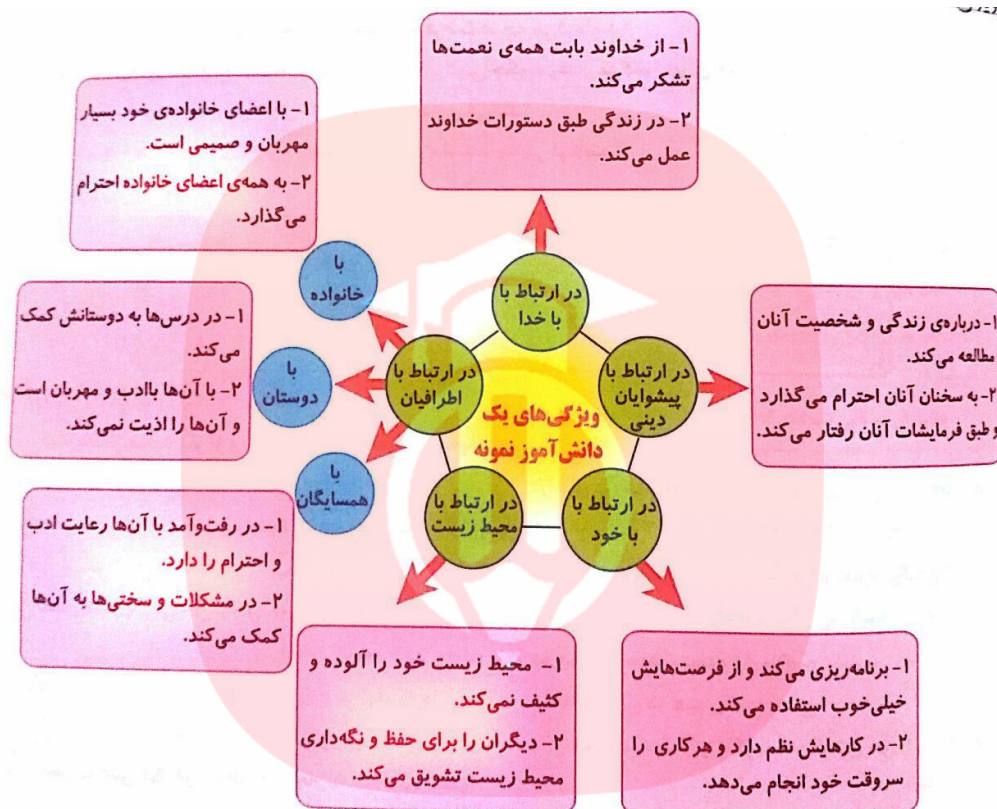 ۱- از خداوند بابت همه‌ی نعمت‌ها
تشکر می‌کند.
۲- در زندگی طبق دستورات خداوند
عمل می‌کند.
۱- با اعضای خانواده‌ی خود بسیار
مهربان و صمیمی است.
۲- به همه‌ی اعضای خانواده احترام
می‌گذارد.
با
خانواده
در ارتباط با
با خدا
۱- درباره‌ی زندگی و شخصیت آنان
مطالعه می‌کند.
۲- به سخنان آنان احترام می‌گذارد
و طبق فرمایشات آنان رفتار می‌کند.
در ارتباط با
پیشوایان
دینی
در ارتباط با
اطرافیان
با
دوستان
۱- در درس‌ها به دوستانش کمک
می‌کند.
۲- با آن‌ها باادب و مهربان است
و آن‌ها را اذیت نمی‌کند.
ویژگی‌های یک
دانش‌آموز نمونه
با
همسایگان
در ارتباط با
با خود
در ارتباط با
محیط زیست
۱- در رفت‌وآمد با آن‌ها رعایت ادب
و احترام را دارد.
۲- در مشکلات و سختی‌ها به آن‌ها
کمک می‌کند.
۱- برنامه‌ریزی می‌کند و از فرصت‌هایش
خیلی‌خوب استفاده می‌کند.
۲- در کارهایش نظم دارد و هرکاری را
سروقت خود انجام می‌دهد.
۱- محیط زیست خود را آلوده و
کثیف نمی‌کند.
۲- دیگران را برای حفظ و نگه‌داری
محیط زیست تشویق می‌کند.